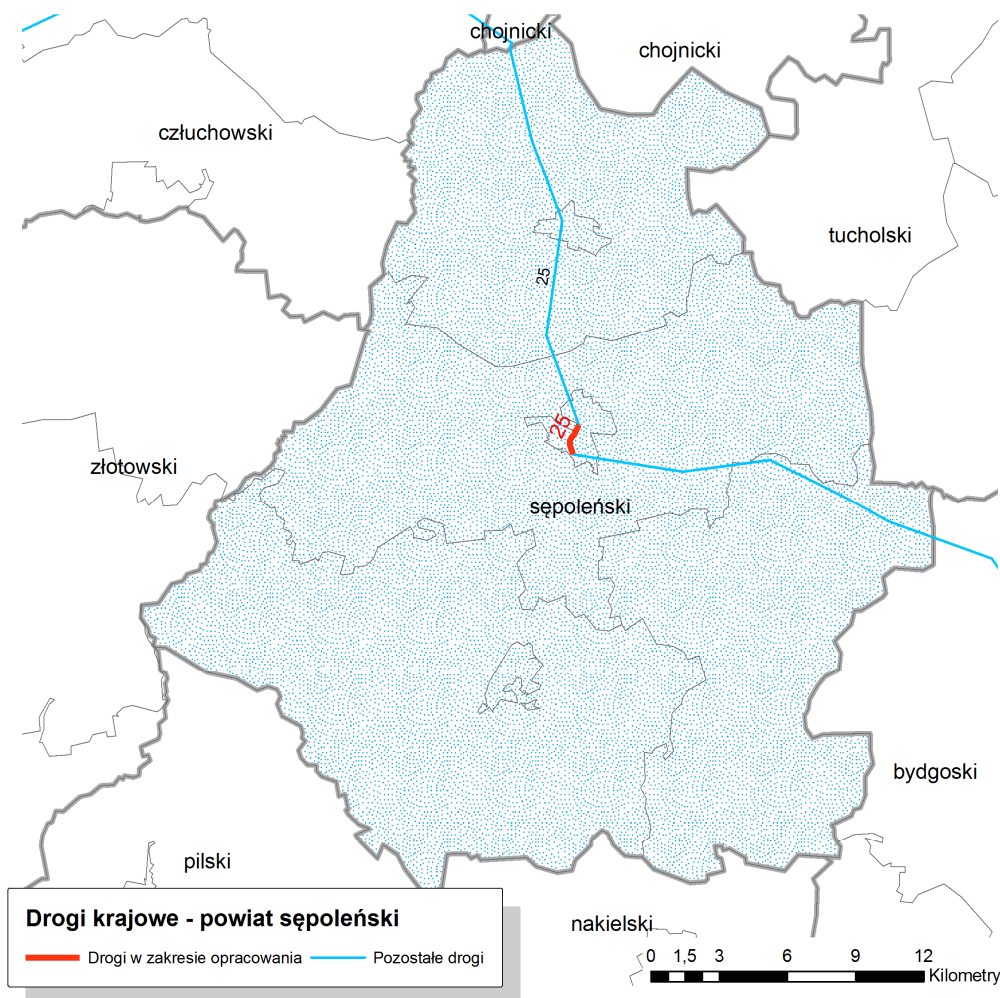 chojnicki
chojnicki
człuchowski
tucholski
25
25
złotowski
sępoleński
bydgoski
pilski
nakielski
Drogi krajowe - powiat sępoleński
Drogi w zakresie opracowania Pozostałe drogi
0 1,5 3 6 9 12
Kilometry